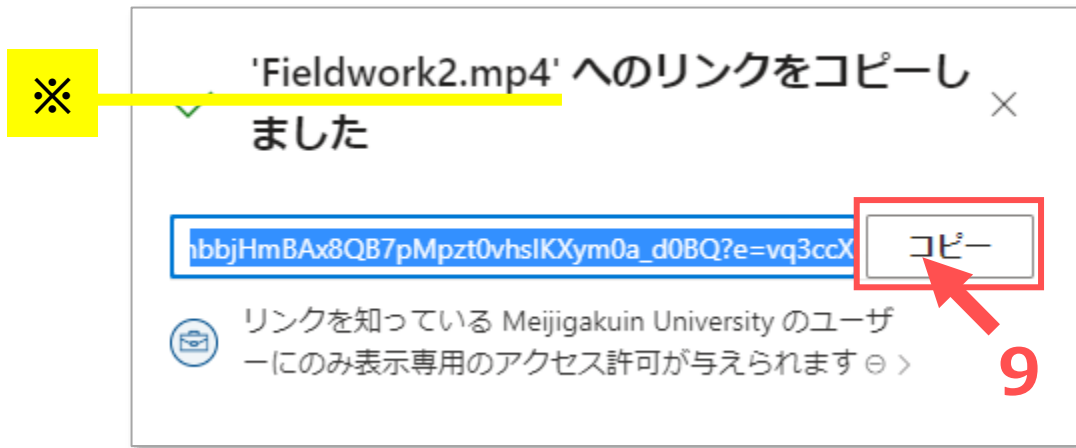 ※
'Fieldwork2.mp4' へのリンクをコピーし
ました
bbjHmBAx8QB7pMpzt0vhslKXym0a_d0BQ?e=vq3ccX
コピー
リンクを知っている Meijigakuin University のユーザ
ーにのみ表示専用のアクセス許可が与えられます
9